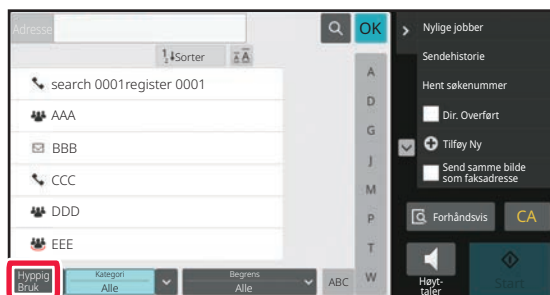 Adresse
OK
Sorter
search 0001register 0001
AAA
BBB
CCC
DDD
EEE
A
D
G
J
M
P
T
W
Hyppig
Bruk
Kategori
Alle
Begrens
Alle
ABC
Nylige jobber
Sendehistorie
Hent søkenummer
Dir. Overført
Tilføy Ny
Send samme bilde
som faksadresse
Forhåndsvis
CA
Høyt-
taler
Start